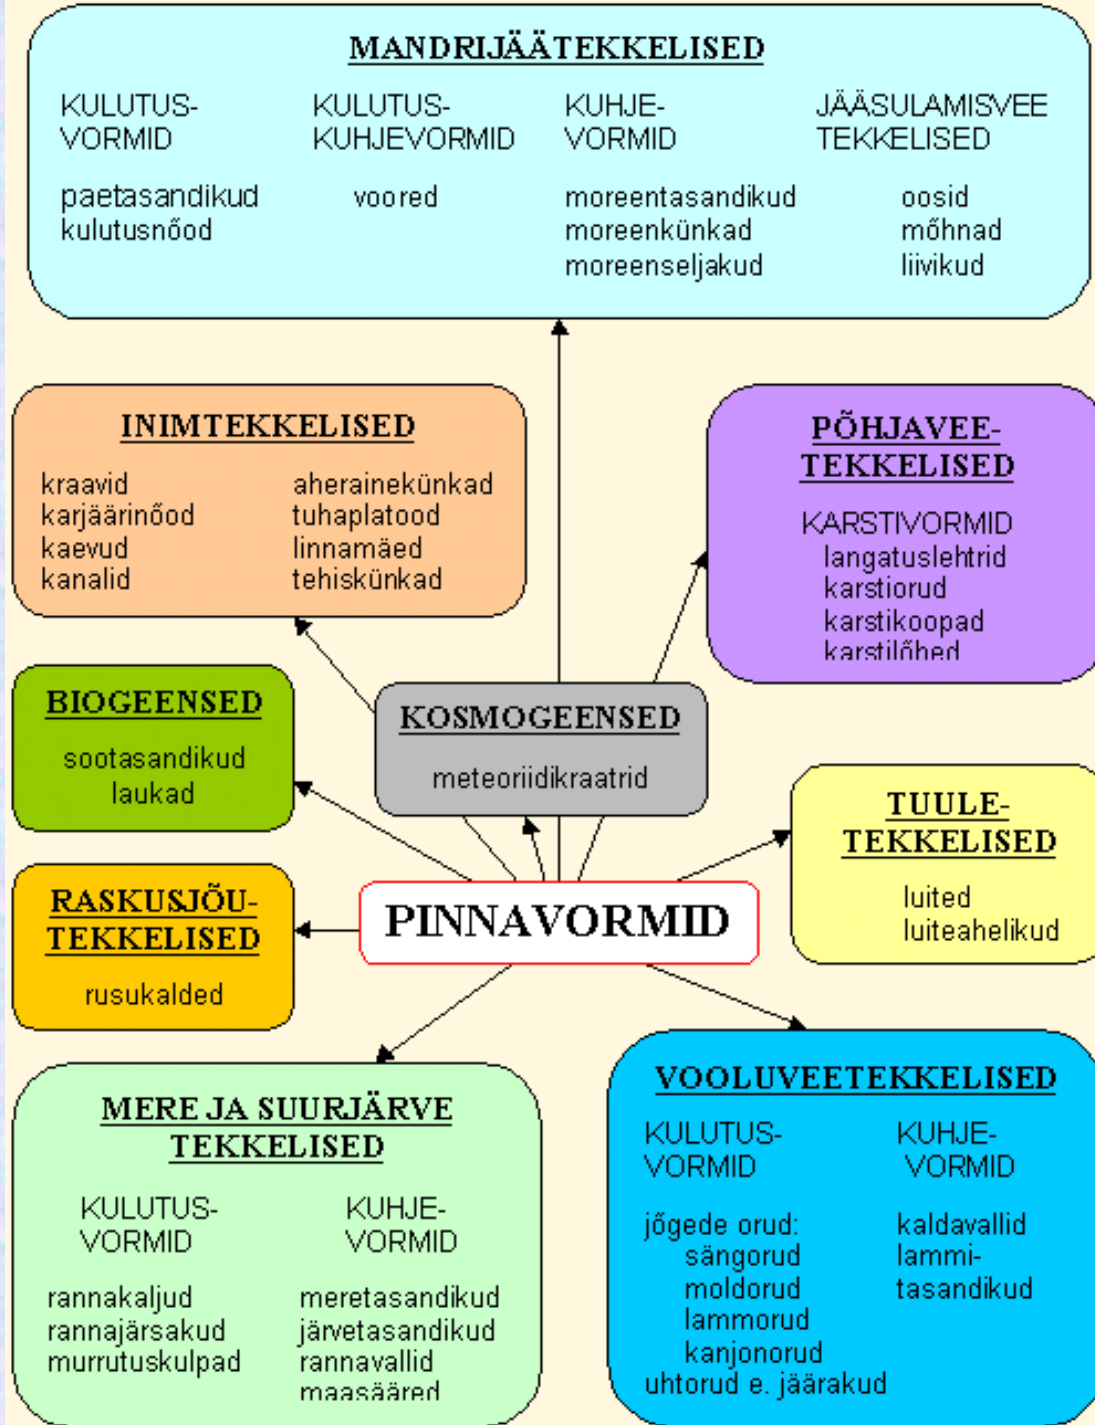 MANDRIJÄÄTEKKELISED
KULUTUS-
VORMID
paetasandikud
kulutusnõod
KULUTUS-
KUHJEVORMID
voored
KUHJE-
VORMID
moreentasandikud
moreenkünkad
moreenseljakud
JÄÄSULAMISVEE
TEKKELISED
oosid
mõhnad
liivikud
INIMTEKKELISED
kraavid
karjäärinõod
kaevud
kanalid
aherainekünkad
tuhaplatood
linnamäed
tehiskünkad
PÕHJAVEE-
TEKKELISED
KARSTIVORMID
langatuslehtrid
karstiorud
karstikoopad
karstilõhed
BIOGEENSED
sootasandikud
laukad
KOSMOGEENSED
meteoriidikraatrid
TUULE-
TEKKELISED
luited
luiteahelikud
RASKUSJÕU-
TEKKELISED
rusukalded
PINNAVORMID
MERE JA SUURJÄRVE
TEKKELISED
KULUTUS-
VORMID
rannakaljud
rannajärsakud
murrutuskulpad
KUHJE-
VORMID
meretasandikud
järvetasandikud
rannavallid
maasääred
VOOLUVEETEKKELISED
KULUTUS-
VORMID
jõgede orud:
sängorud
moldorud
lammorud
kanjonorud
uhtorud e. jäärakud
KUHJE-
VORMID
kaldavallid
lammi-
tasandikud